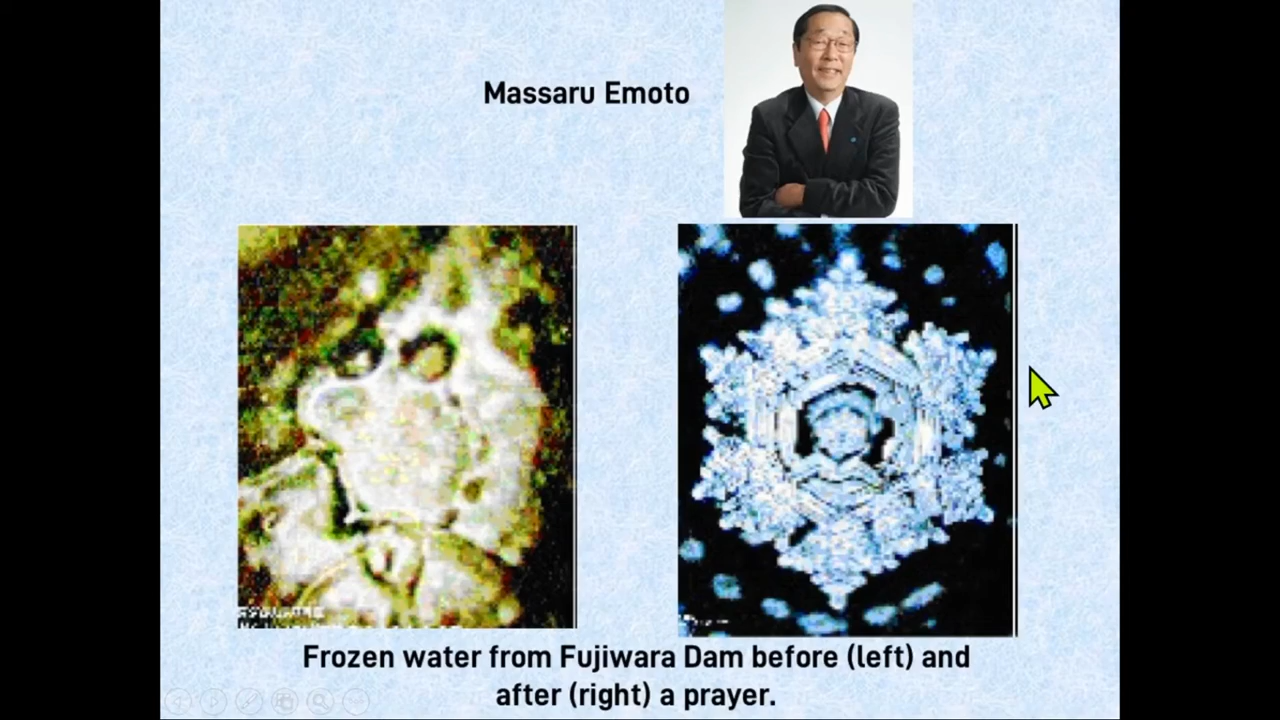 Massaru Emoto
Frozen water from Fujiwara Dam before (left) and
after (right) a prayer.